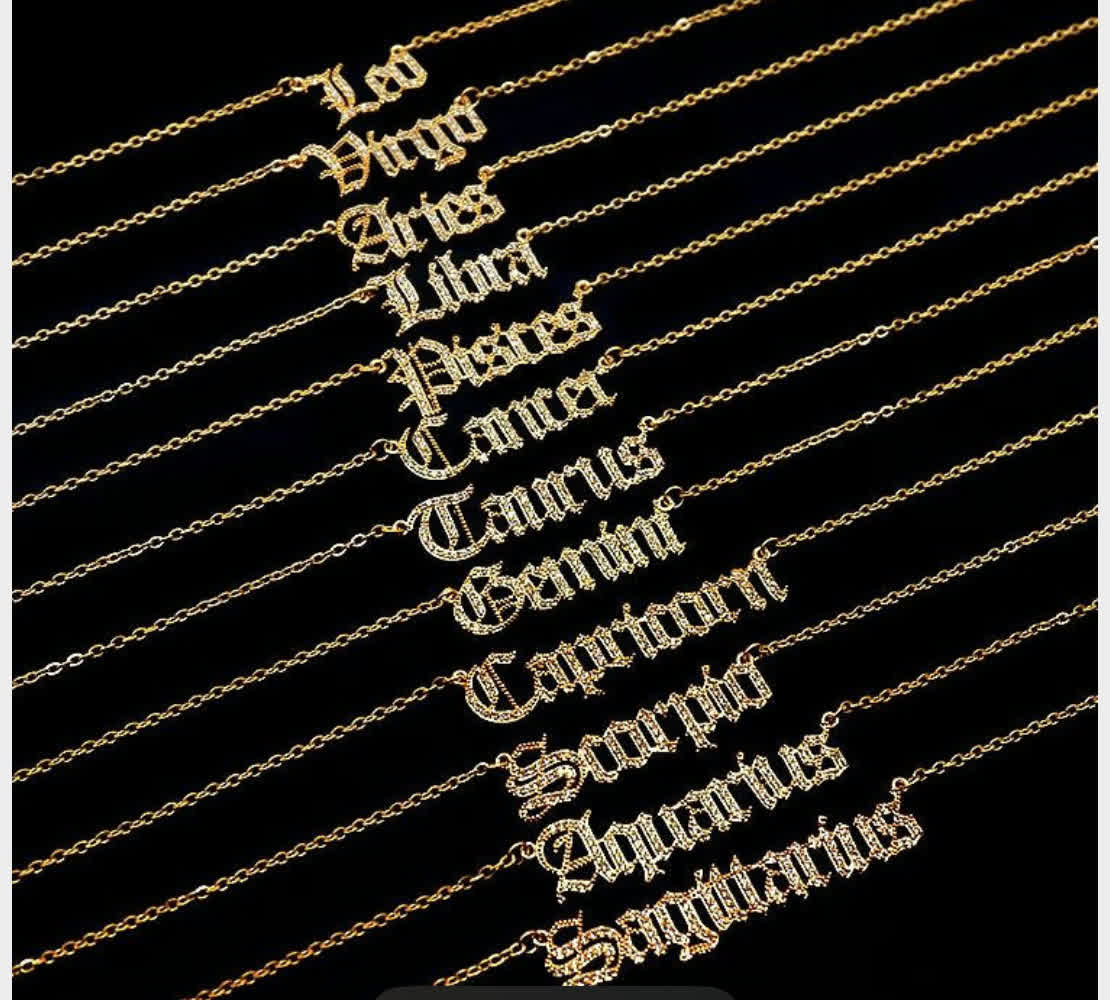 Leo
Virgo
Aries
Libra
Pisces
Cancer
Taurus
Gemini
Capricorn
Scorpio
Aquarius
Sagittarius